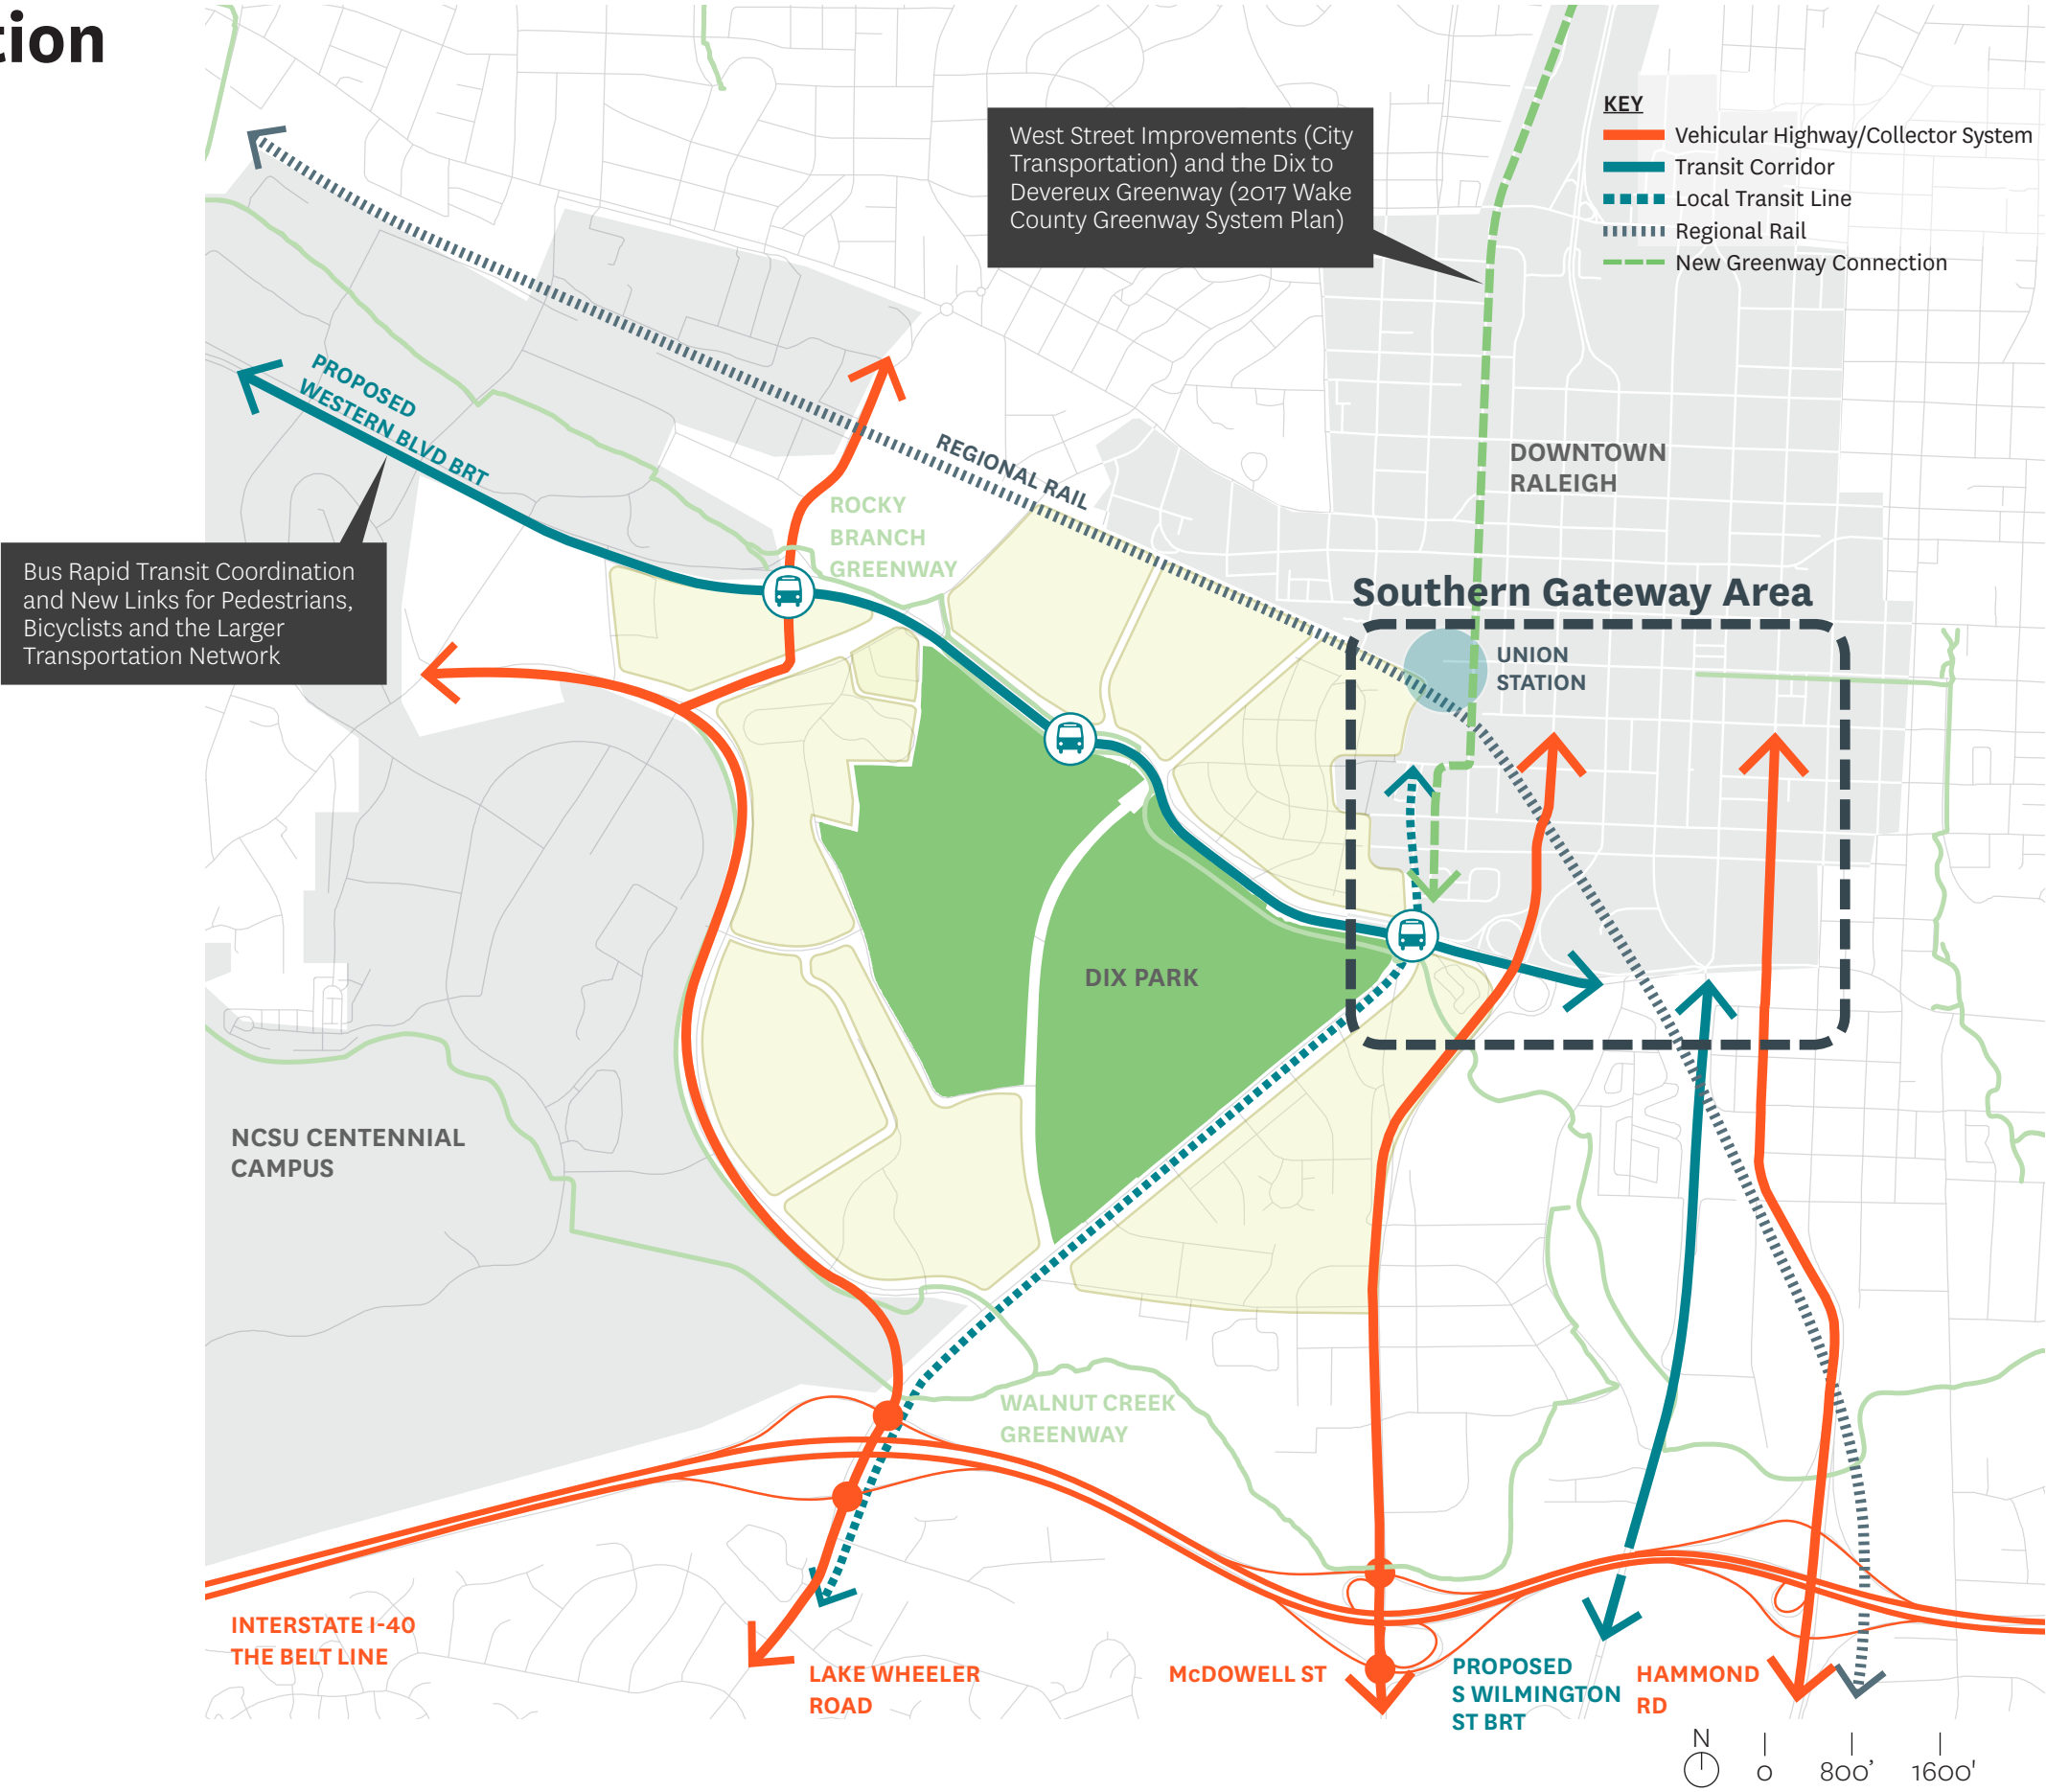 tion
KEY
Vehicular Highway/Collector System
Transit Corridor
Local Transit Line
Regional Rail
New Greenway Connection
West Street Improvements (City
Transportation) and the Dix to
Devereux Greenway (2017 Wake
County Greenway System Plan)
PROPOSED
WESTERN BLVD BRT
REGIONAL RAIL
DOWNTOWN
RALEIGH
ROCKY
BRANCH
GREENWAY
Bus Rapid Transit Coordination
and New Links for Pedestrians,
Bicyclists and the Larger
Transportation Network
Southern Gateway Area
UNION
STATION
DIX PARK
NCSU CENTENNIAL
CAMPUS
WALNUT CREEK
GREENWAY
INTERSTATE I-40
THE BELT LINE
LAKE WHEELER
ROAD
McDOWELL ST
PROPOSED
S WILMINGTON
ST BRT
HAMMOND
RD
N
0 800' 1600'